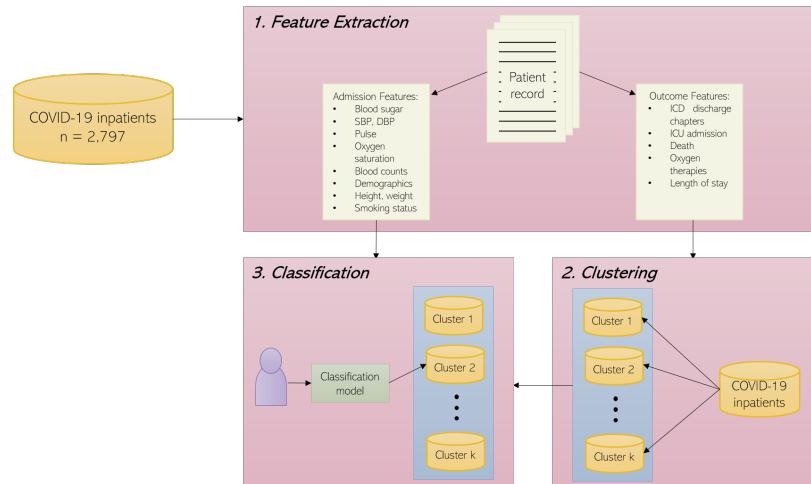 1. Feature Extraction
COVID-19 inpatients
n = 2,797
Patient
record
Admission Features:
• Blood sugar
• SBP, DBP
• Pulse
• Oxygen
saturation
• Blood counts
• Demographics
• Height, weight
• Smoking status
Outcome Features:
• ICD discharge
chapters
• ICU admission
• Death
• Oxygen
therapies
• Length of stay
3. Classification
Cluster 1
Classification
model
Cluster 2
Cluster k
2. Clustering
Cluster 1
Cluster 2
Cluster k
COVID-19
inpatients